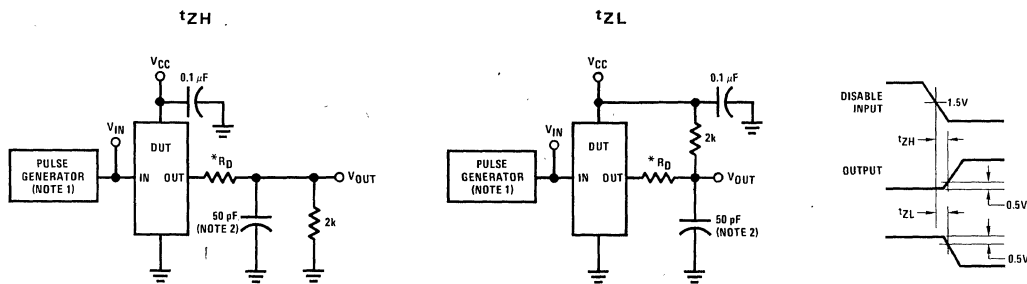 tZH
VCC
0.1 µF
VIN
DUT
PULSE
GENERATOR
(NOTE 1)
IN
OUT
*RD
VOUT
50 pF
(NOTE 2)
2k
tZL
VCC
0.1 µF
VIN
2k
DUT
PULSE
GENERATOR
(NOTE 1)
IN
OUT
*RD
VOUT
50 pF
(NOTE 2)
DISABLE
INPUT
1.5V
tZH
OUTPUT
0.5V
tZL
0.5V